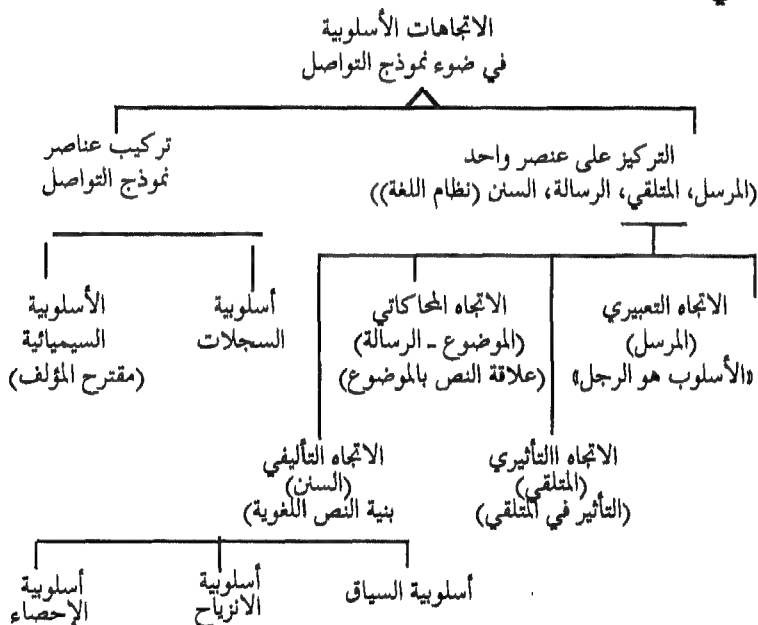 الاتجاهات الأسلوبية
في ضوء نموذج التواصل
التركيز على عنصر واحد
(المرسل، المتلقي، الرسالة، السنن (نظام اللغة))
تركيب عناصر
نموذج التواصل
الاتجاه التعبيري
(المرسل)
«الأسلوب هو الرجل»
الاتجاه المحاكاتي
(الموضوع - الرسالة)
(علاقة النص بالموضوع)
أسلوبية
السجلات
الأسلوبية
السيميائية
(مقترح المؤلف)
الاتجاه االتأثيري
(المتلقي)
(التأثير في المتلقي)
الاتجاه التأليفي
(السنن)
بنية النص اللغوية)
أسلوبية السياق
أسلوبية
الانزياح
أسلوبية
الإحصاء